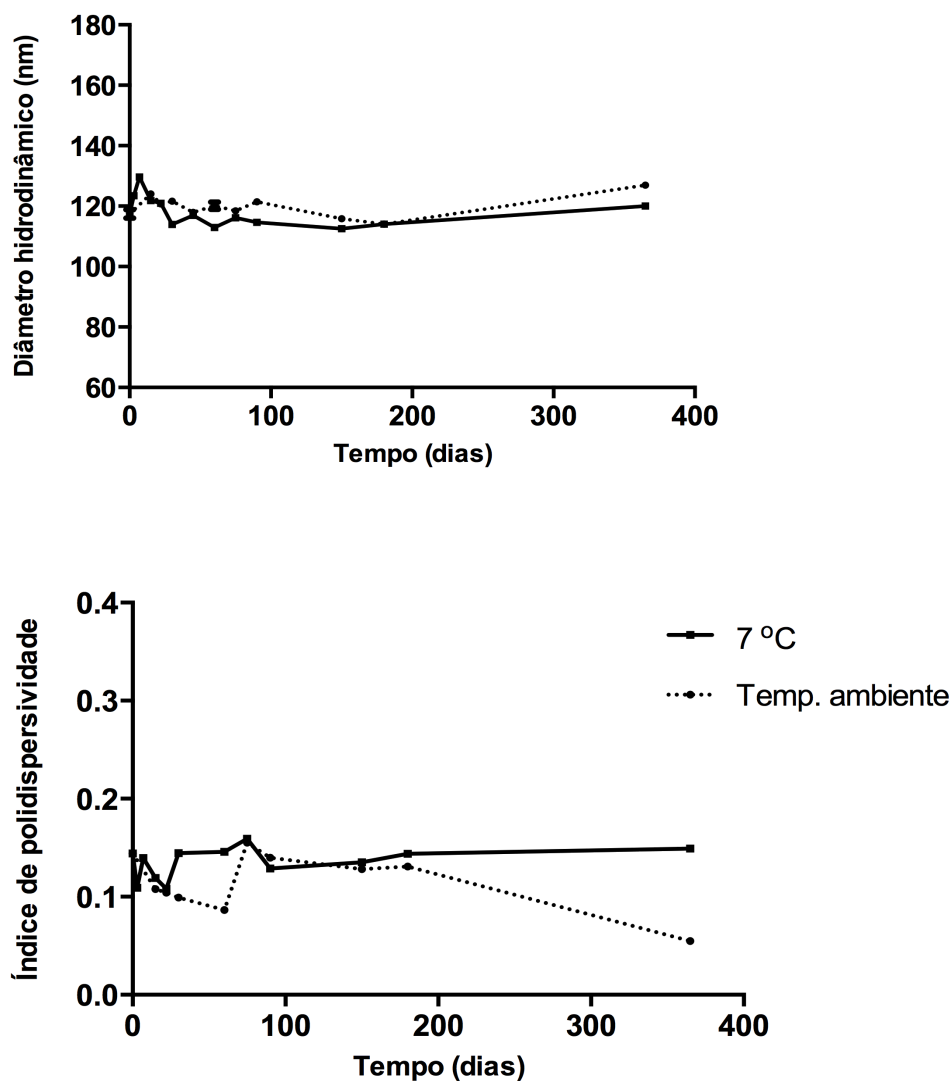 Diâmetro hidrodinâmico (nm)
180
160
140
120
100
80
60
0 100 200 300 400
Tempo (dias)
Índice de polidispersividade
0.4
0.3
0.2
0.1
0.0
0 100 200 300 400
Tempo (dias)
7 ºC
Temp. ambiente